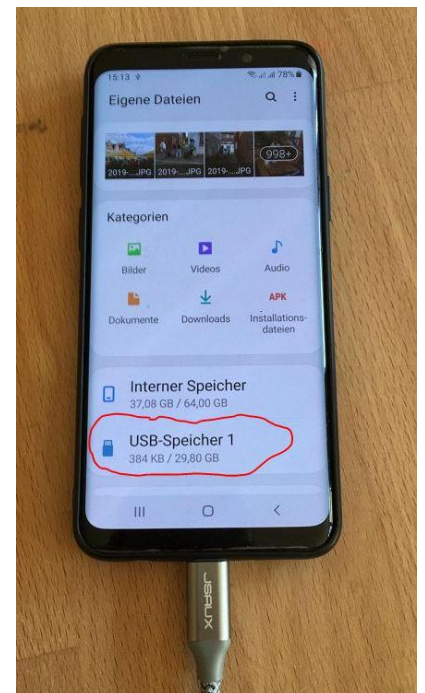 15:13
78%
Eigene Dateien
2019-...JPG 2019-...JPG 2019-...JPG 998+
Kategorien
Bilder Videos Audio
APK
Dokumente Downloads Installations-
dateien
Interner Speicher
37,08 GB / 64,00 GB
USB-Speicher 1
384 KB / 29,80 GB
JSAUX